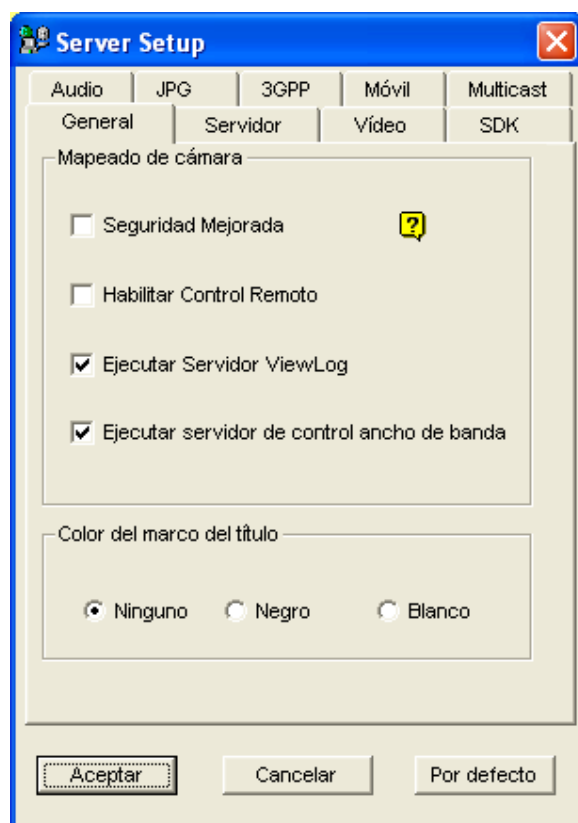 Server Setup
Audio JPG 3GPP Móvil Multicast
General Servidor Vídeo SDK
Mapeado de cámara
Seguridad Mejorada ?
Habilitar Control Remoto
Ejecutar Servidor ViewLog
Ejecutar servidor de control ancho de banda
Color del marco del título
Ninguno Negro Blanco
Aceptar Cancelar Por defecto